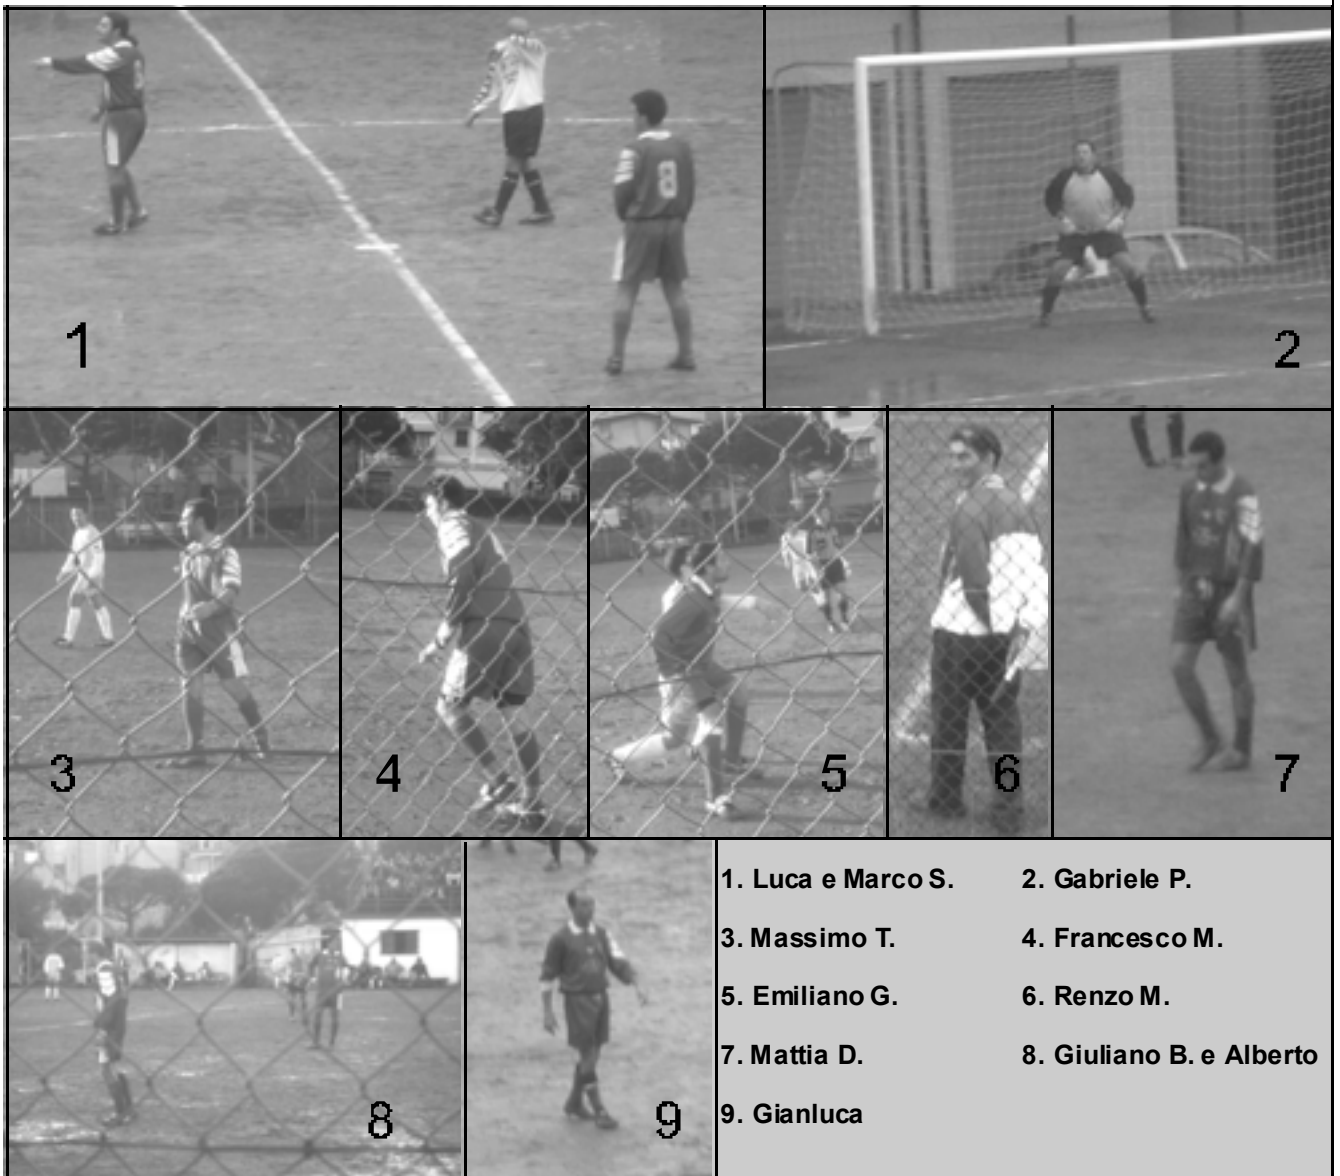 8
1
2
3
4
5
6
7
8
9
1. Luca e Marco S.
2. Gabriele P.
3. Massimo T.
4. Francesco M.
5. Emiliano G.
6. Renzo M.
7. Mattia D.
8. Giuliano B. e Alberto
9. Gianluca